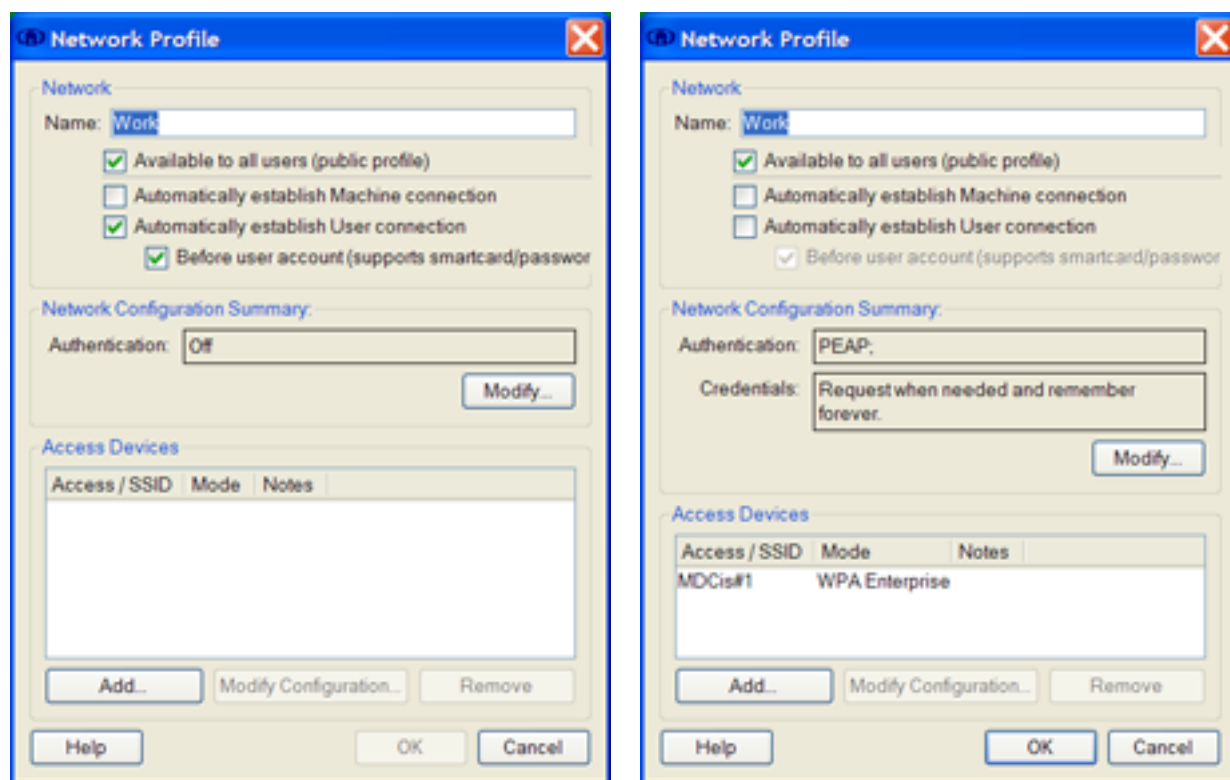 Network Profile
Network
Name: Work
Available to all users (public profile)
Automatically establish Machine connection
Automatically establish User connection
Before user account (supports smartcard/passwor
Network Configuration Summary:
Authentication: Off
Modify...
Access Devices
Access / SSID Mode Notes
Add... Modify Configuration... Remove
Help OK Cancel
Network Profile
Network
Name: Work
Available to all users (public profile)
Automatically establish Machine connection
Automatically establish User connection
Before user account (supports smartcard/passwor
Network Configuration Summary:
Authentication: PEAP;
Credentials: Request when needed and remember
forever.
Modify...
Access Devices
Access / SSID Mode Notes
MDCis#1 WPA Enterprise
Add... Modify Configuration... Remove
Help OK Cancel